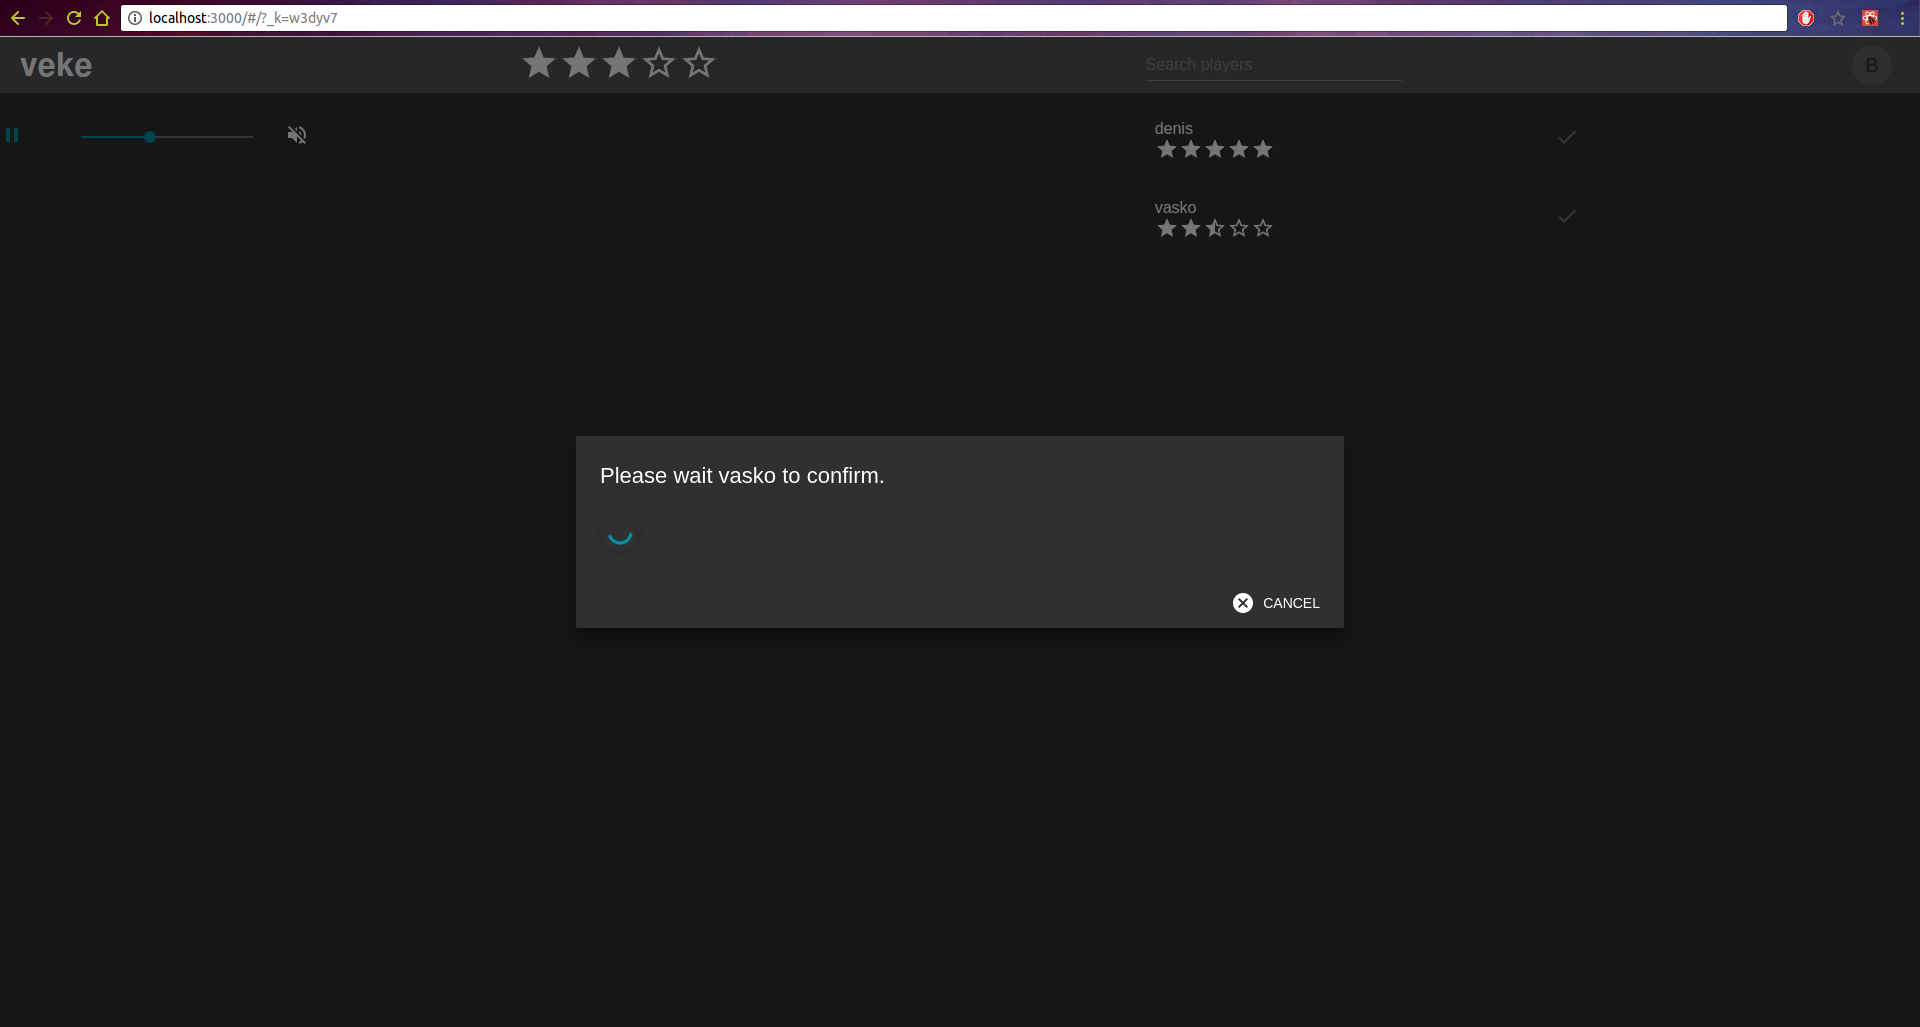 localhost:3000/#/?_k=w3dyv7
veke
Search players
B
denis
vasko
Please wait vasko to confirm.
CANCEL